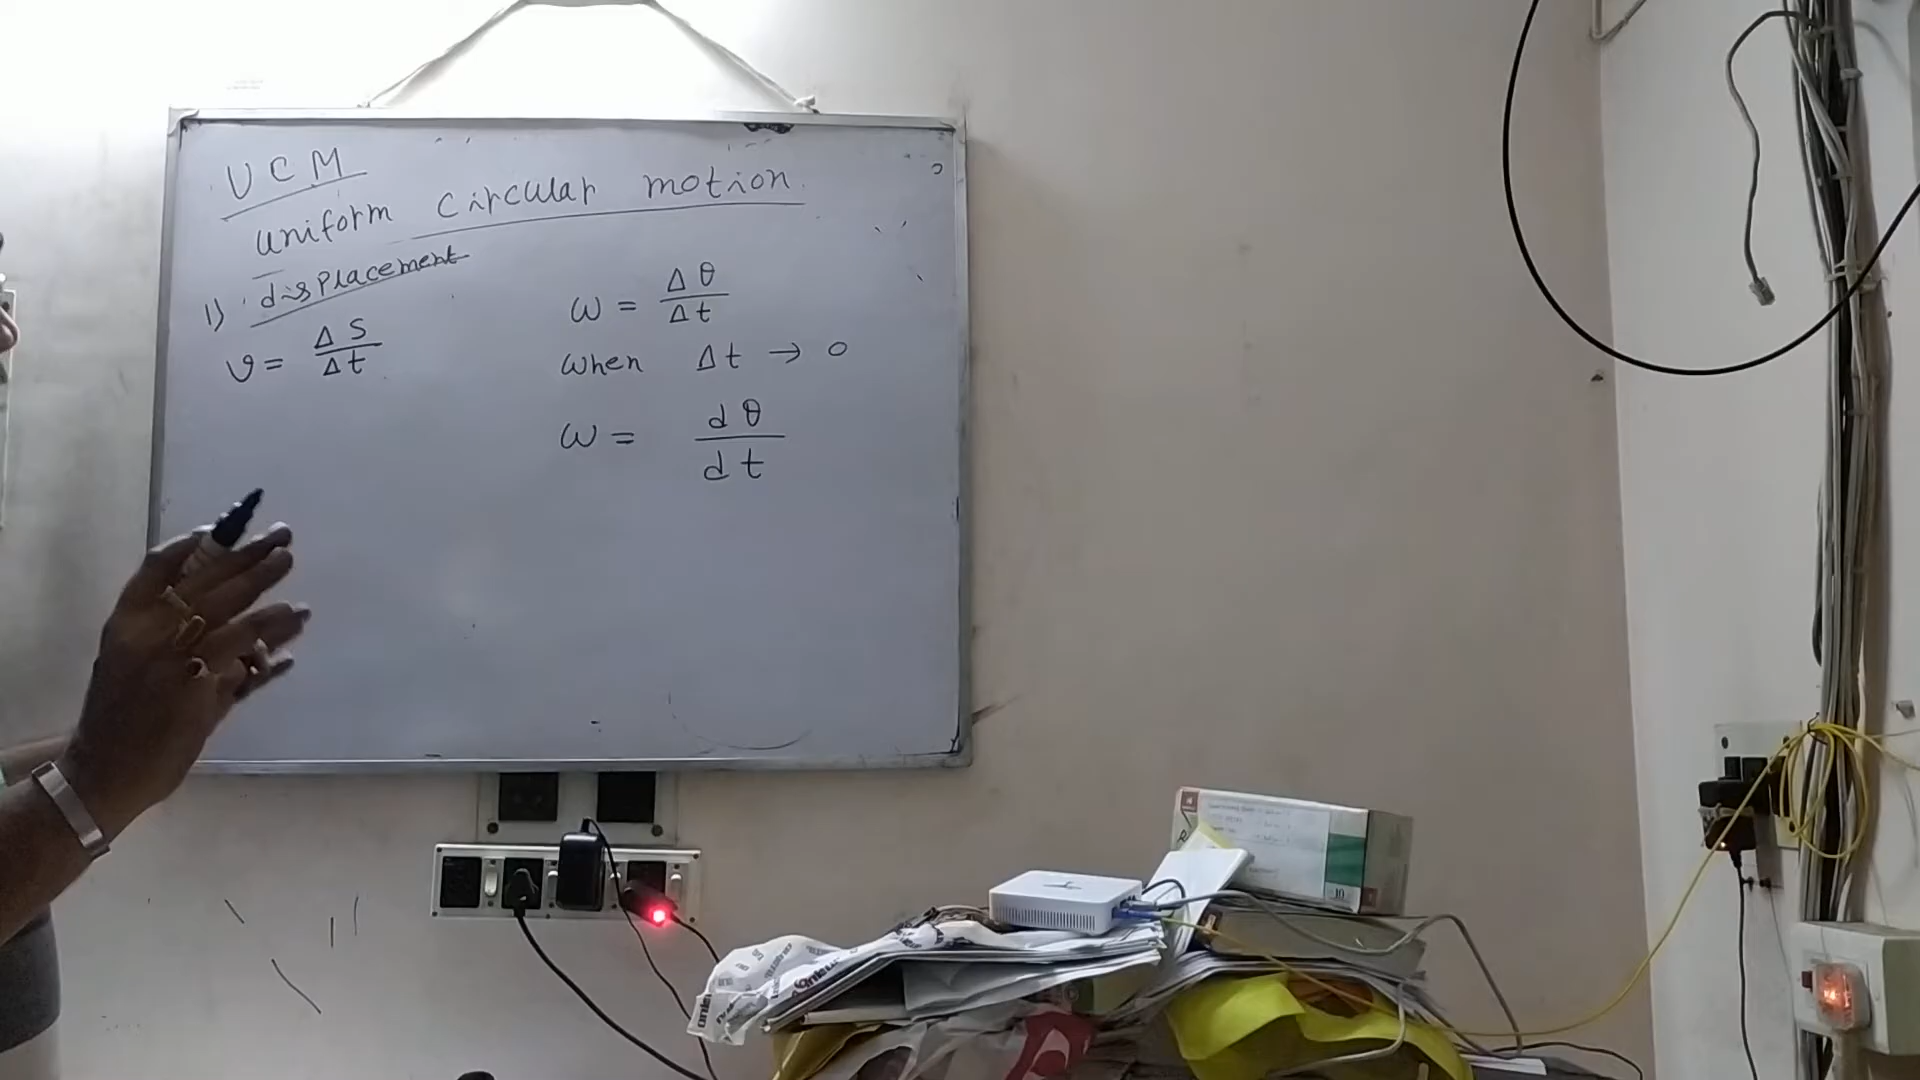 UCM
uniform circular motion.
1) displacement
v = Δs/Δt
ω = Δθ/Δt
when Δt → 0
ω = dθ/dt